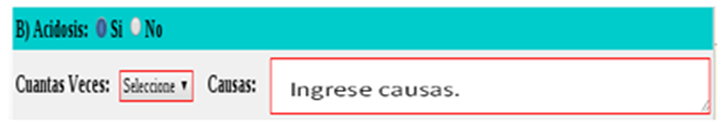 B) Acidosis: Si No
Cuantas Veces: Seleccione ▼ Causas: Ingrese causas.